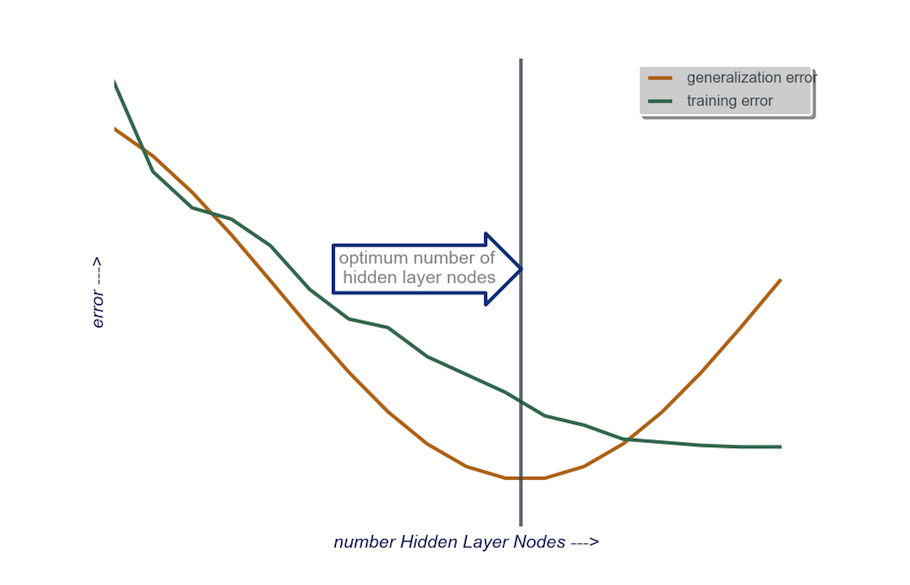 generalization error
training error
optimum number of
hidden layer nodes
error --->
number Hidden Layer Nodes --->